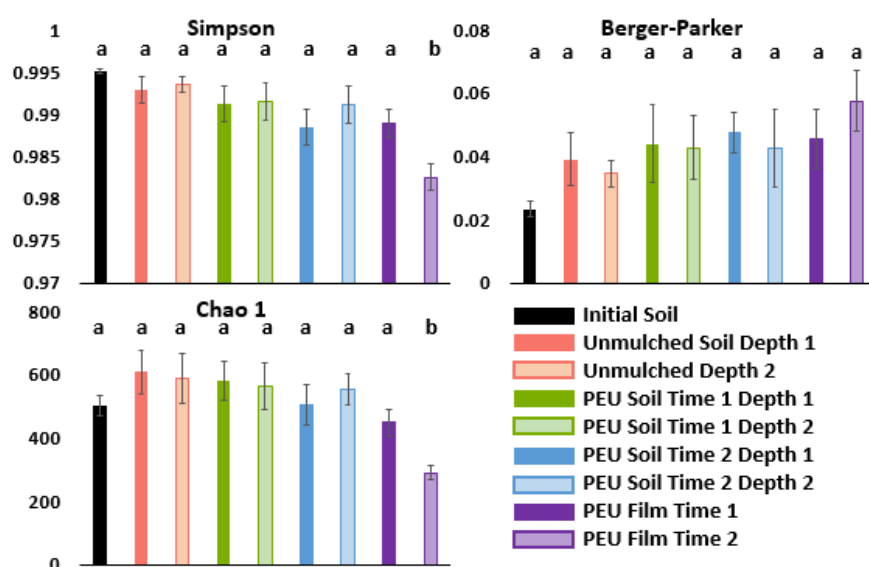 Simpson
1
0.995
0.99
0.985
0.98
0.975
0.97
a a a a a a a a b
Berger-Parker
0.08
0.06
0.04
0.02
0
a a a a a a a a a
Chao 1
800
600
400
200
0
a a a a a a a a b
Initial Soil
Unmulched Soil Depth 1
Unmulched Depth 2
PEU Soil Time 1 Depth 1
PEU Soil Time 1 Depth 2
PEU Soil Time 2 Depth 1
PEU Soil Time 2 Depth 2
PEU Film Time 1
PEU Film Time 2